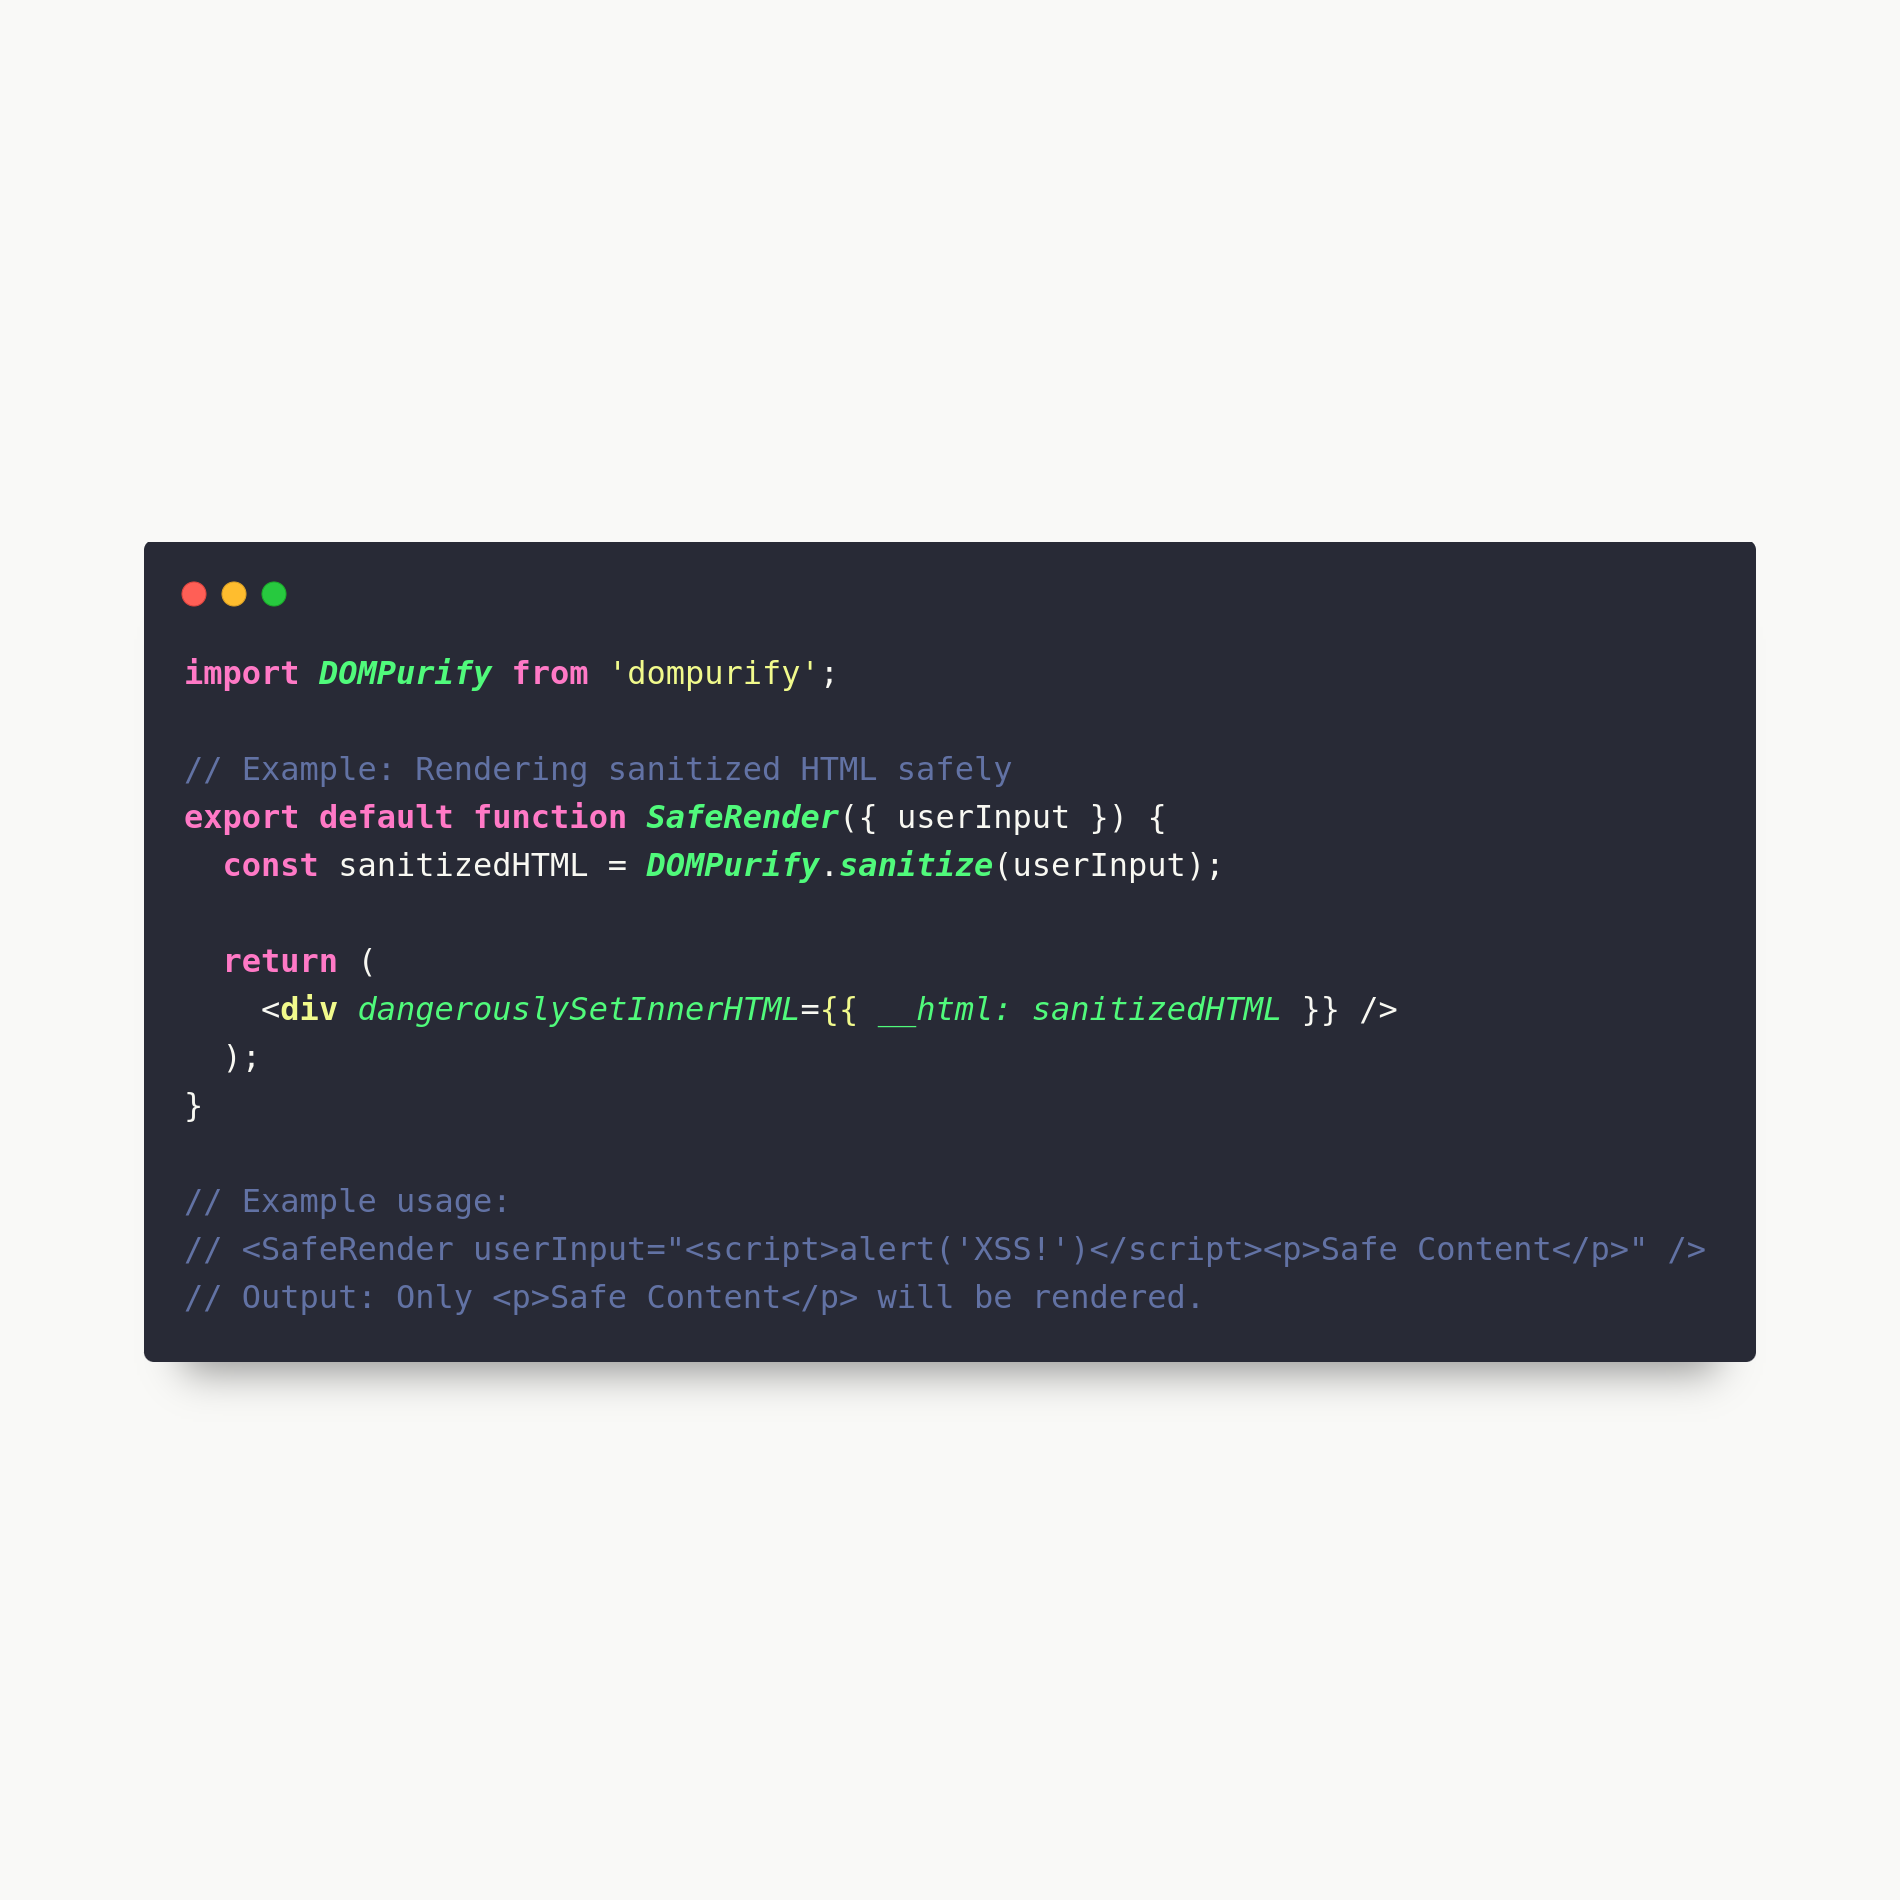 import DOMPurify from 'dompurify';

// Example: Rendering sanitized HTML safely
export default function SafeRender({ userInput }) {
  const sanitizedHTML = DOMPurify.sanitize(userInput);

  return (
    <div dangerouslySetInnerHTML={{ __html: sanitizedHTML }} />
  );
}

// Example usage:
// <SafeRender userInput="<script>alert('XSS!')</script><p>Safe Content</p>" />
// Output: Only <p>Safe Content</p> will be rendered.